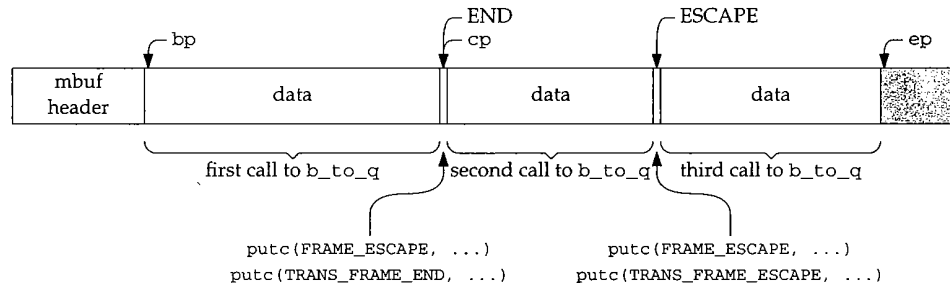 END
ESCAPE
bp
cp
ep
mbuf
header
data
data
data
first call to b_to_q
second call to b_to_q
third call to b_to_q
putc(FRAME_ESCAPE, ...)
putc(TRANS_FRAME_END, ...)
putc(FRAME_ESCAPE, ...)
putc(TRANS_FRAME_ESCAPE, ...)